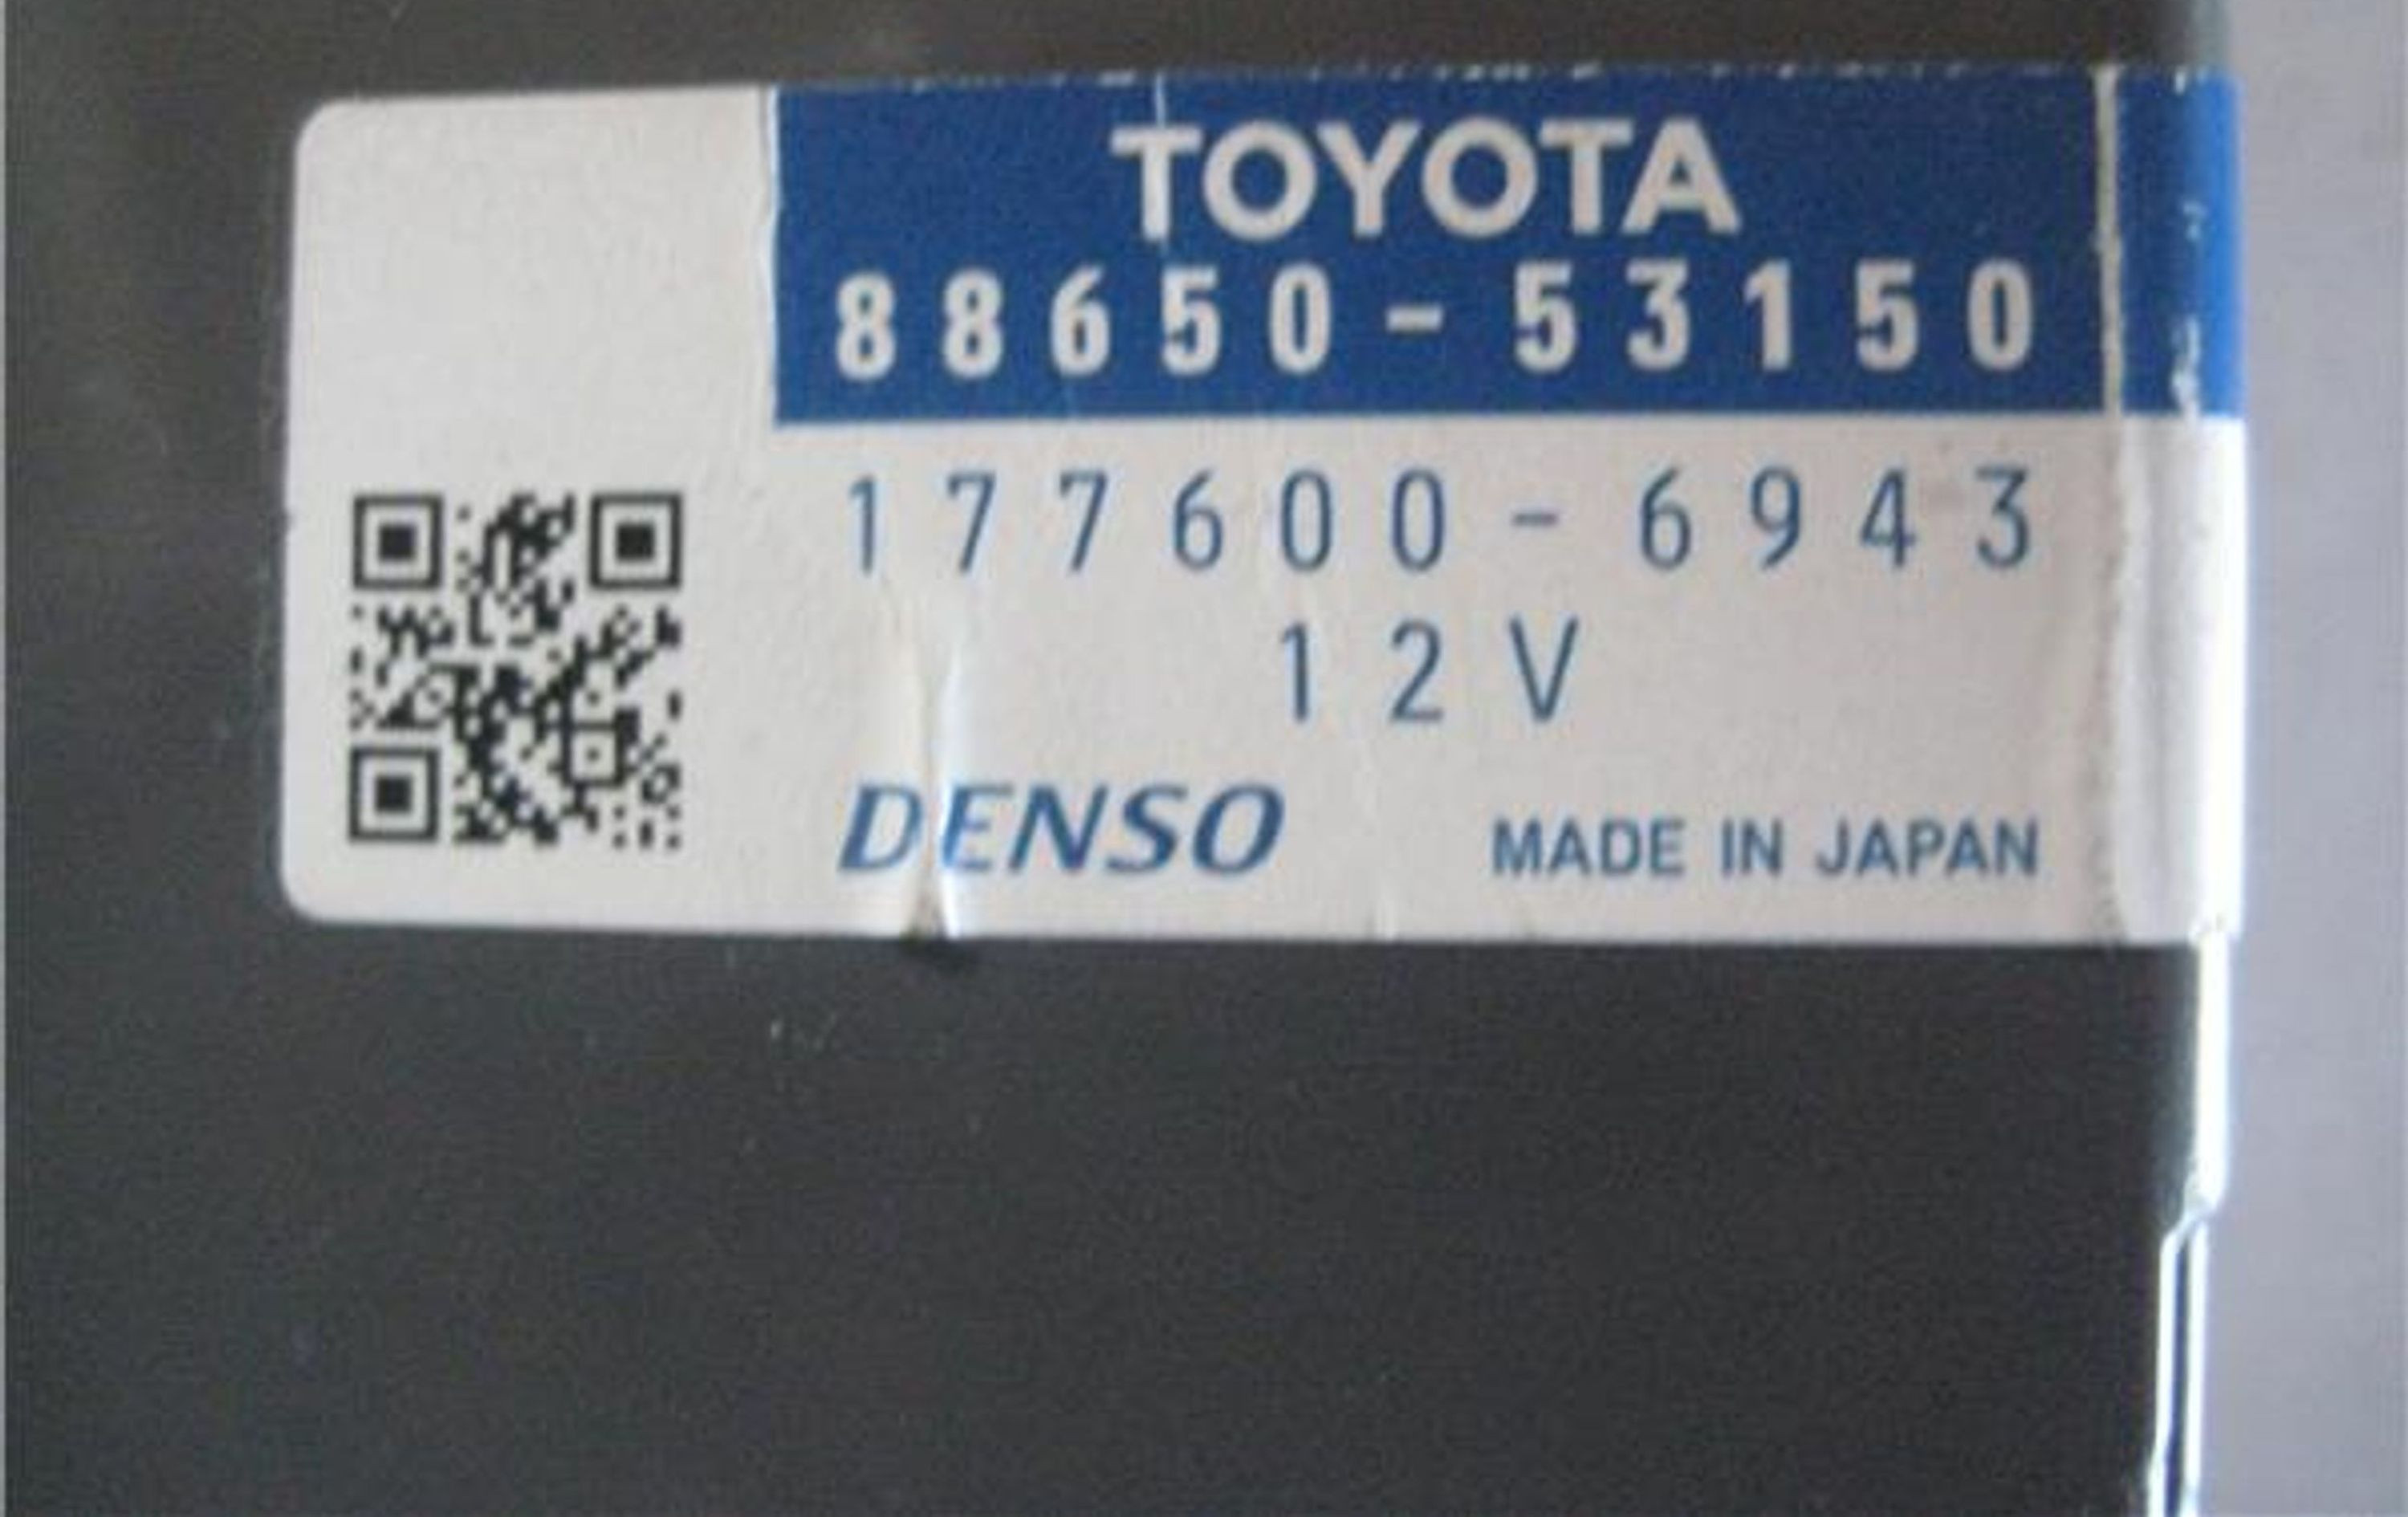 TOYOTA
88650-53150
177600-6943
12V
DENSO MADE IN JAPAN